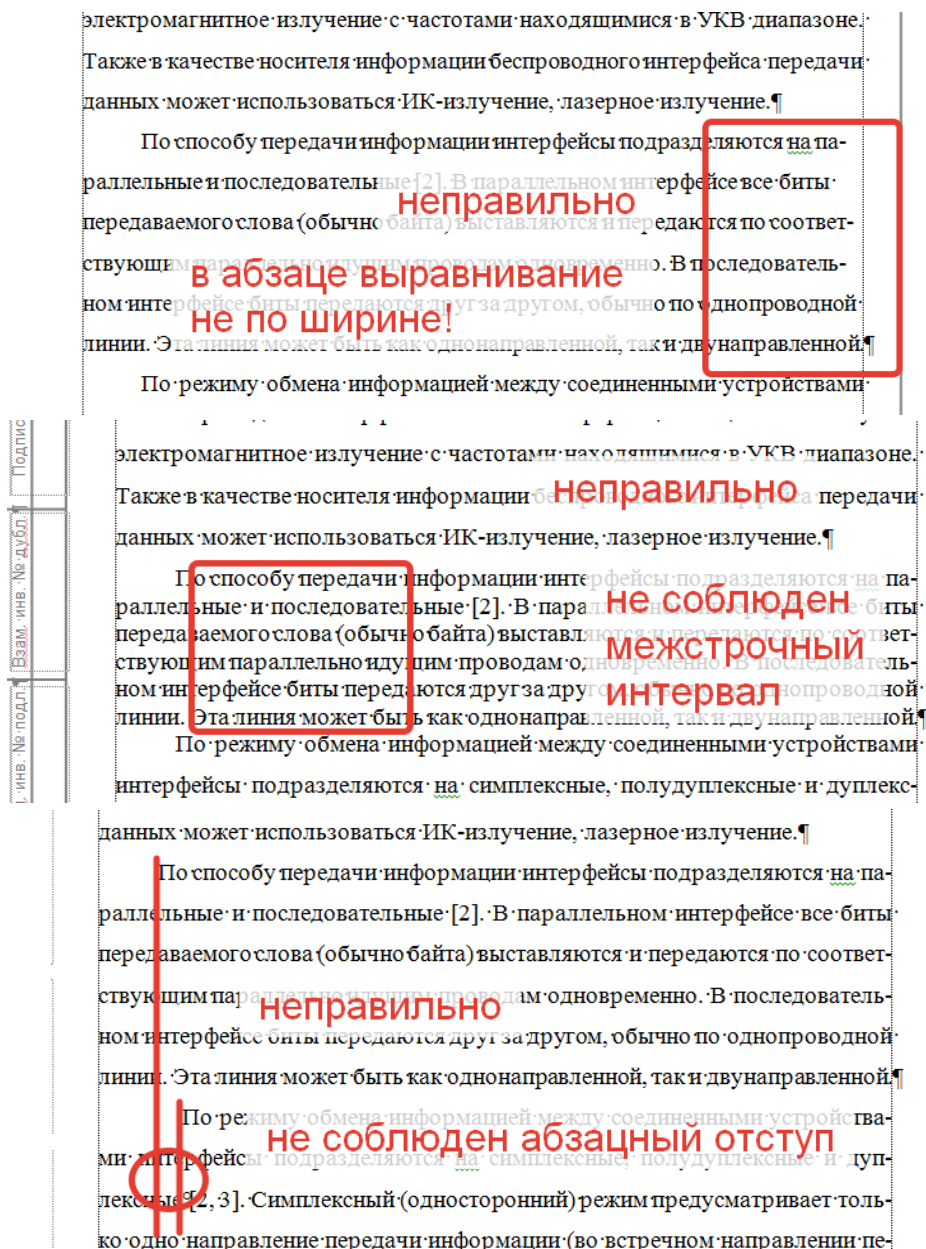 электромагнитное излучение с частотами находящимися в УКВ диапазоне.
Также в качестве носителя информации беспроводного интерфейса передачи
данных может использоваться ИК-излучение, лазерное излучение.¶
По способу передачи информации интерфейсы подразделяются на па-
раллельные и последовательные [2]. В параллельном интерфейсе все биты
неправильно
передаваемого слова (обычно байта) выставляются и передаются по соответ-
ствующим параллельно идущим проводам одновременно. В последователь-
в абзаце выравнивание
ном интерфейсе биты передаются друг за другом, обычно по однопроводной
не по ширине!
линии. Эта линия может быть как однонаправленной, так и двунаправленной.¶
По режиму обмена информацией между соединенными устройствами
Подпис
электромагнитное излучение с частотами находящимися в УКВ диапазоне.
Также в качестве носителя информации беспроводного интерфейса передачи
неправильно
данных может использоваться ИК-излучение, лазерное излучение.¶
Взам. инв. № дубл.¶
По способу передачи информации интерфейсы подразделяются на па-
раллельные и последовательные [2]. В параллельном интерфейсе все биты
не соблюден
передаваемого слова (обычно байта) выставляются и передаются по соответ-
межстрочный
ствующим параллельно идущим проводам одновременно. В последователь-
ном интерфейсе биты передаются друг за другом, обычно по однопроводной
интервал
линии. Эта линия может быть как однонаправленной, так и двунаправленной.¶
инв. № подл.¶
По режиму обмена информацией между соединенными устройствами
интерфейсы подразделяются на симплексные, полудуплексные и дуплекс-
данных может использоваться ИК-излучение, лазерное излучение.¶
По способу передачи информации интерфейсы подразделяются на па-
раллельные и последовательные [2]. В параллельном интерфейсе все биты
передаваемого слова (обычно байта) выставляются и передаются по соответ-
ствующим параллельно идущим проводам одновременно. В последователь-
неправильно
ном интерфейсе биты передаются друг за другом, обычно по однопроводной
линии. Эта линия может быть как однонаправленной, так и двунаправленной.¶
По режиму обмена информацией между соединенными устройства-
не соблюден абзацный отступ
ми интерфейсы подразделяются на симплексные, полудуплексные и дуп-
лексные [2, 3]. Симплексный (односторонний) режим предусматривает толь-
ко одно направление передачи информации (во встречном направлении пе-